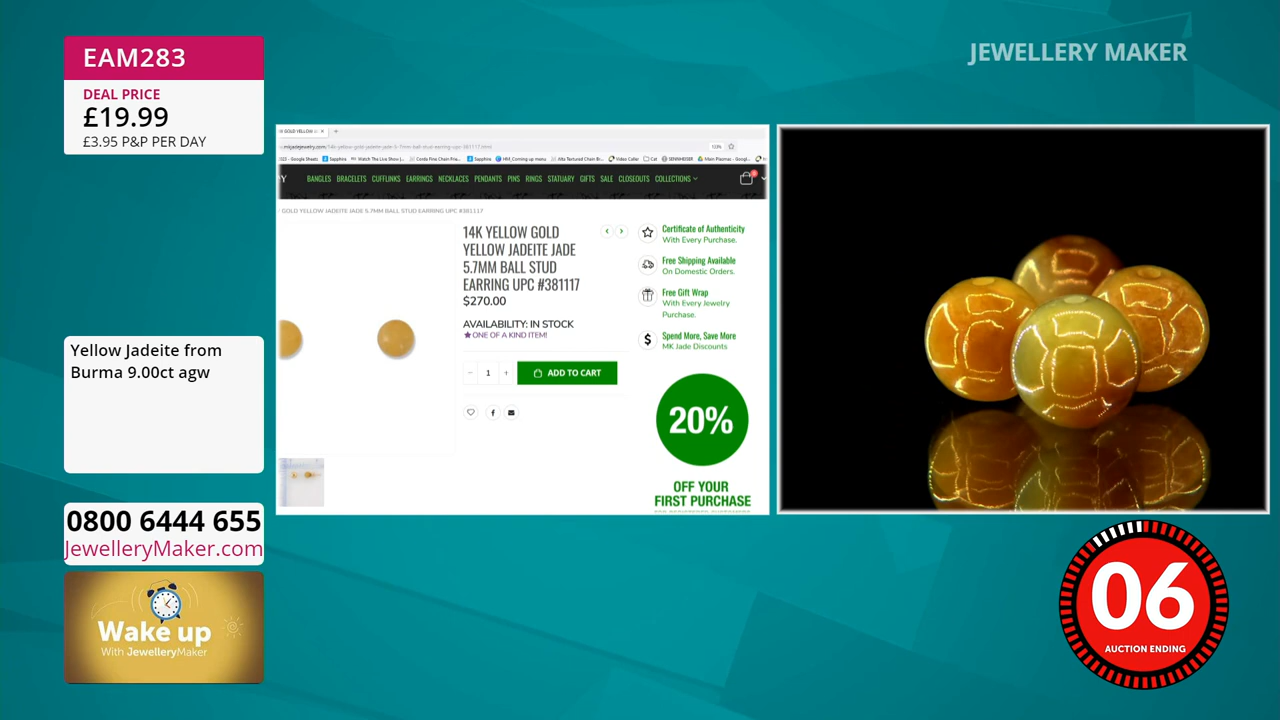 EAM283
DEAL PRICE
£19.99
£3.95 P&P PER DAY
Yellow Jadeite from
Burma 9.00ct agw
0800 6444 655
JewelleryMaker.com
Wake up
With JewelleryMaker
JEWELLERY MAKER
BANGLES BRACELETS CUFFLINKS EARRINGS NECKLACES PENDANTS PINS RINGS STATUARY GIFTS SALE CLOSEOUTS COLLECTIONS
GOLD YELLOW JADEITE JADE 5.7MM BALL STUD EARRING UPC #381117
14K YELLOW GOLD
YELLOW JADEITE JADE
5.7MM BALL STUD
EARRING UPC #381117
$270.00
AVAILABILITY: IN STOCK
★ ONE OF A KIND ITEM!
− 1 + ADD TO CART
Certificate of Authenticity
With Every Purchase.
Free Shipping Available
On Domestic Orders.
Free Gift Wrap
With Every Jewelry
Purchase.
$
Spend More, Save More
MK Jade Discounts
20%
OFF YOUR
FIRST PURCHASE
06
AUCTION ENDING